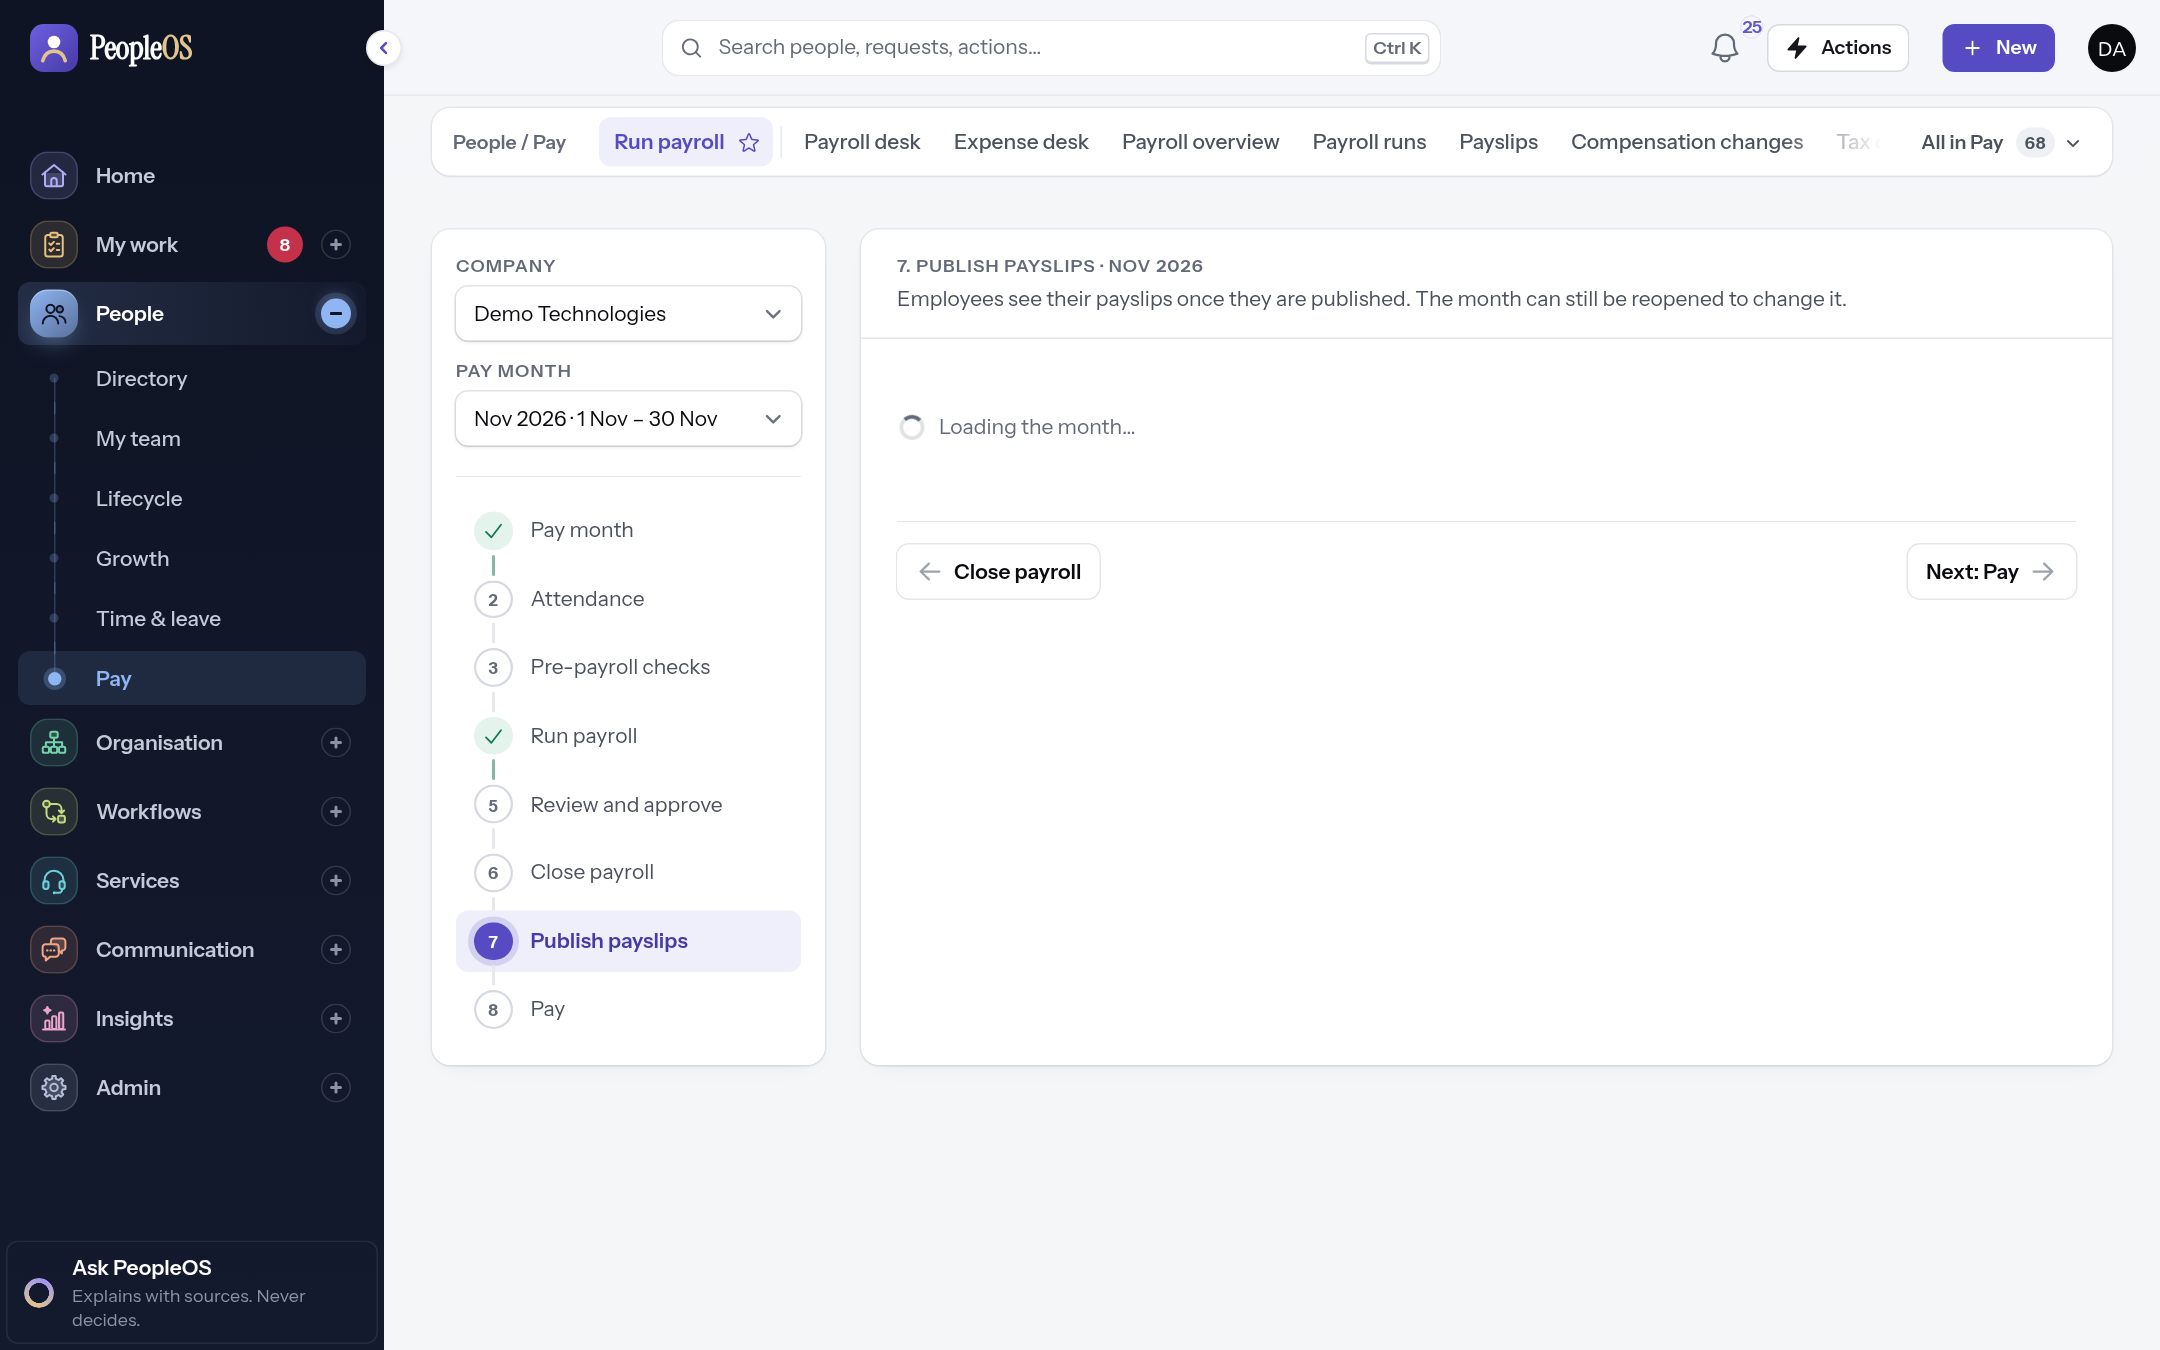 PeopleOS
Search people, requests, actions...
Ctrl K
25
Actions
New
DA
Home
My work
8
People
Directory
My team
Lifecycle
Growth
Time & leave
Pay
Organisation
Workflows
Services
Communication
Insights
Admin
Ask PeopleOS
Explains with sources. Never
decides.
People / Pay
Run payroll
Payroll desk
Expense desk
Payroll overview
Payroll runs
Payslips
Compensation changes
Tax
All in Pay
68
COMPANY
Demo Technologies
PAY MONTH
Nov 2026 · 1 Nov – 30 Nov
Pay month
2 Attendance
3 Pre-payroll checks
Run payroll
5 Review and approve
6 Close payroll
7 Publish payslips
8 Pay
7. PUBLISH PAYSLIPS · NOV 2026
Employees see their payslips once they are published. The month can still be reopened to change it.
Loading the month...
Close payroll
Next: Pay